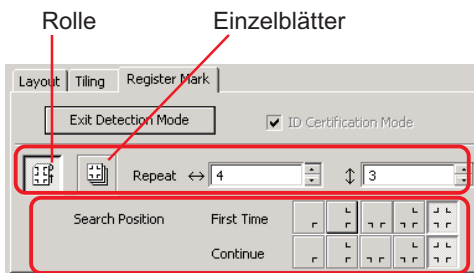 Rolle Einzelblätter
Layout Tiling Register Mark
Exit Detection Mode ID Certification Mode
Repeat 4 3
Search Position First Time
Continue